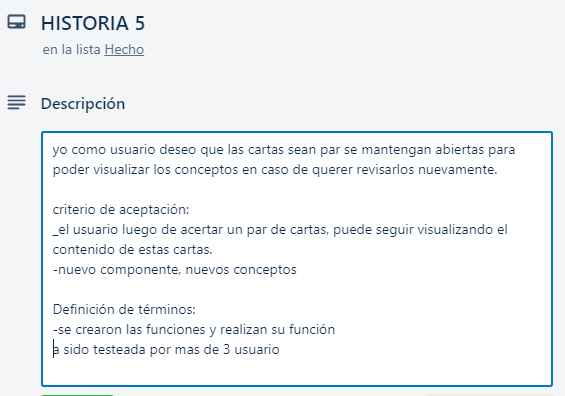 HISTORIA 5
en la lista Hecho
Descripción
yo como usuario deseo que las cartas sean par se mantengan abiertas para
poder visualizar los conceptos en caso de querer revisarlos nuevamente.
criterio de aceptación:
_el usuario luego de acertar un par de cartas, puede seguir visualizando el
contenido de estas cartas.
-nuevo componente, nuevos conceptos
Definición de términos:
-se crearon las funciones y realizan su función
a sido testeada por mas de 3 usuario